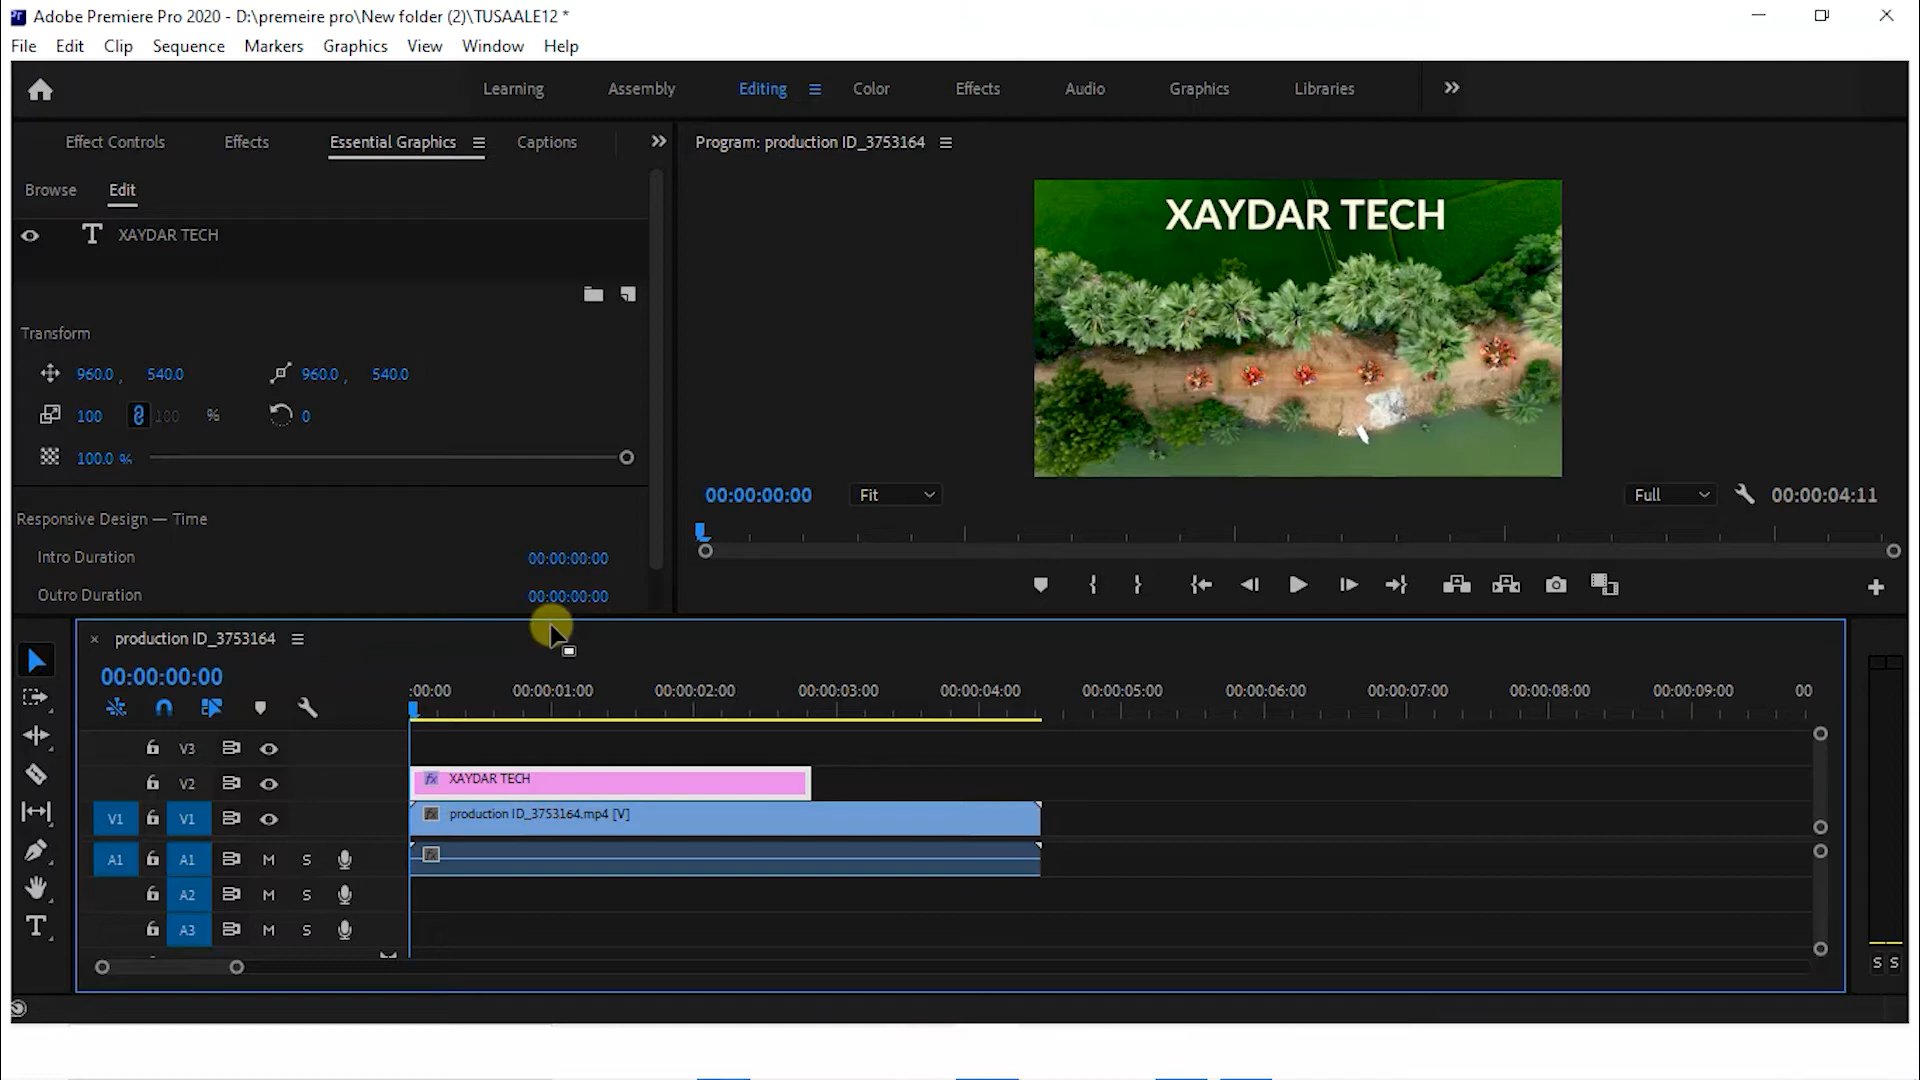 Adobe Premiere Pro 2020 - D:\premeire pro\New folder (2)\TUSAALE12 *
File Edit Clip Sequence Markers Graphics View Window Help
Learning Assembly Editing Color Effects Audio Graphics Libraries
Effect Controls Effects Essential Graphics Captions
Program: production ID_3753164
Browse Edit
XAYDAR TECH
XAYDAR TECH
Transform
960.0 , 540.0 960.0 , 540.0
100 100 % 0
100.0 %
00:00:00:00 Fit Full 00:00:04:11
Responsive Design — Time
Intro Duration 00:00:00:00
Outro Duration 00:00:00:00
production ID_3753164
00:00:00:00
:00:00 00:00:01:00 00:00:02:00 00:00:03:00 00:00:04:00 00:00:05:00 00:00:06:00 00:00:07:00 00:00:08:00 00:00:09:00 00
V3
V2 fx XAYDAR TECH
V1 V1 fx production ID_3753164.mp4 [V]
A1 A1 M S fx
A2 M S
A3 M S
S S